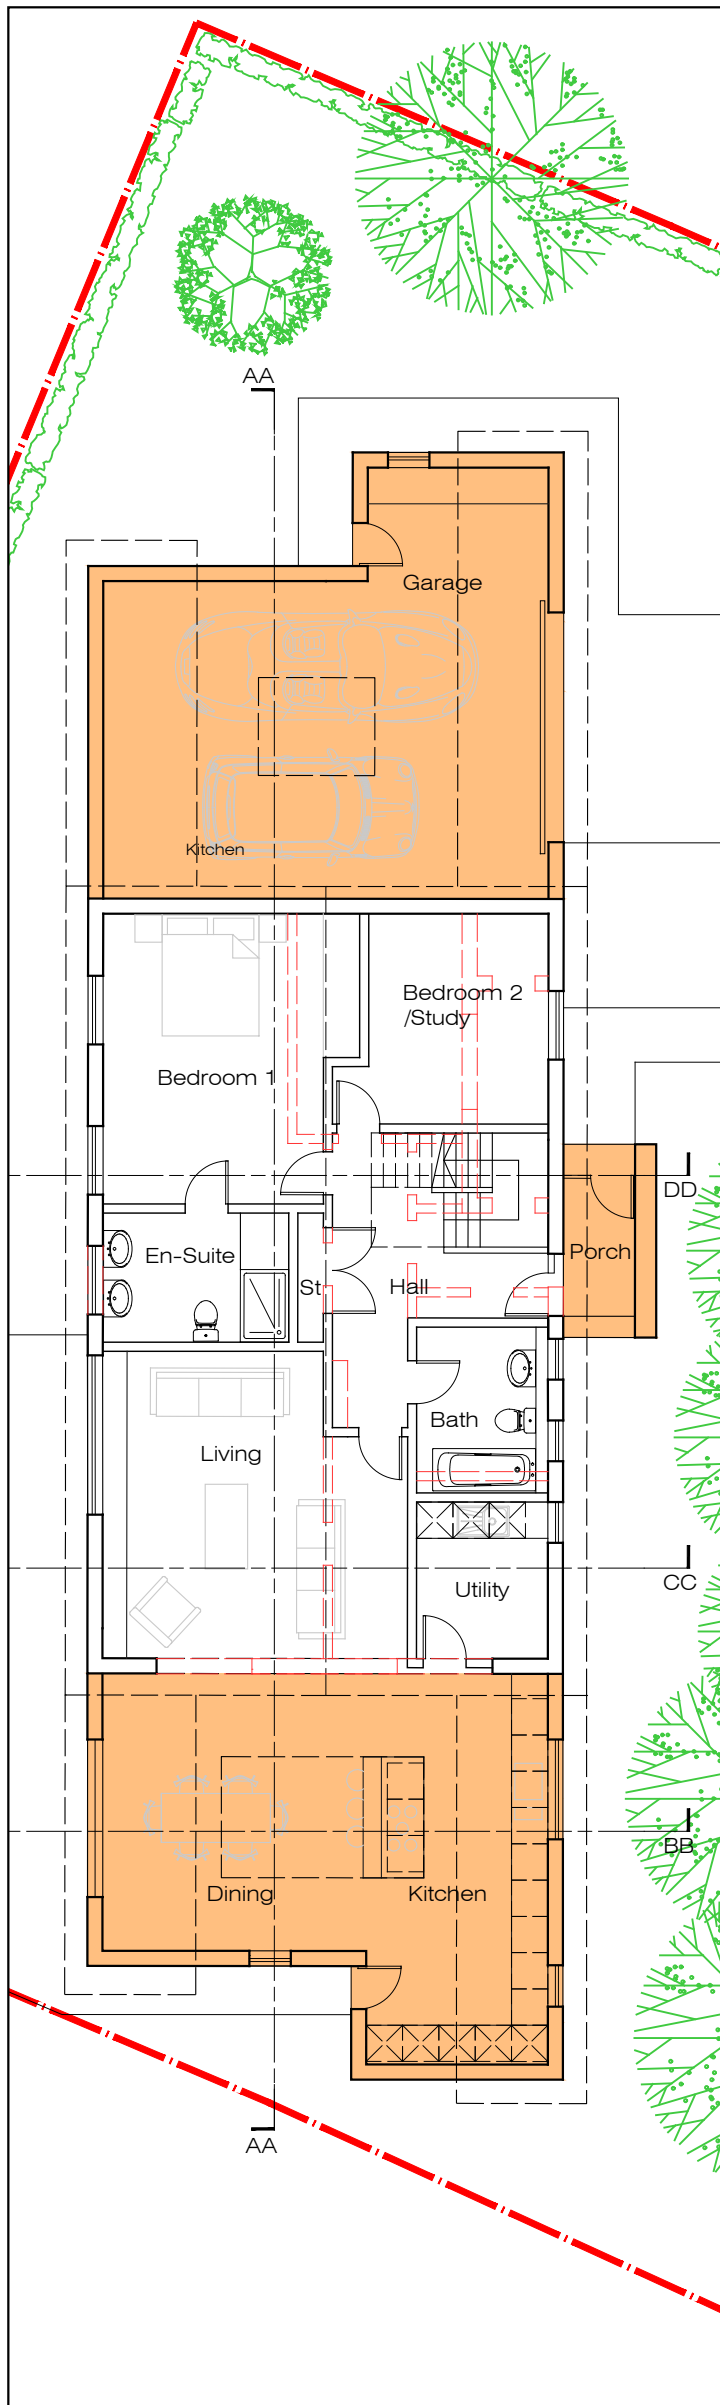 AA
Garage
Kitchen
Bedroom 2
/Study
Bedroom 1
DD
En-Suite
Porch
St
Hall
Bath
Living
CC
Utility
BB
Dining
Kitchen
AA